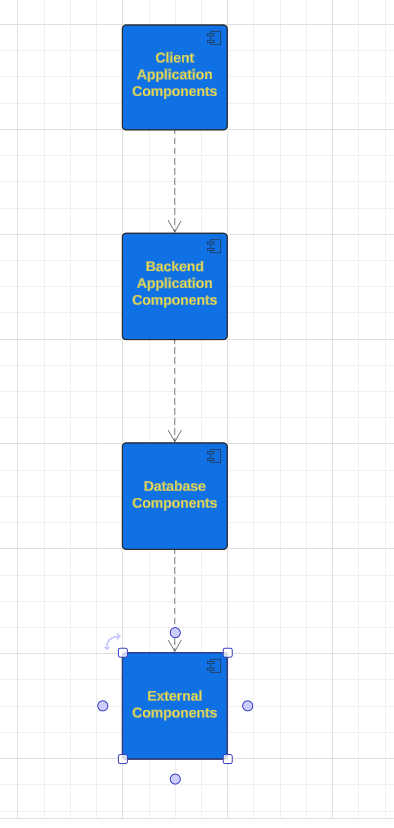 Client
Application
Components
Backend
Application
Components
Database
Components
External
Components